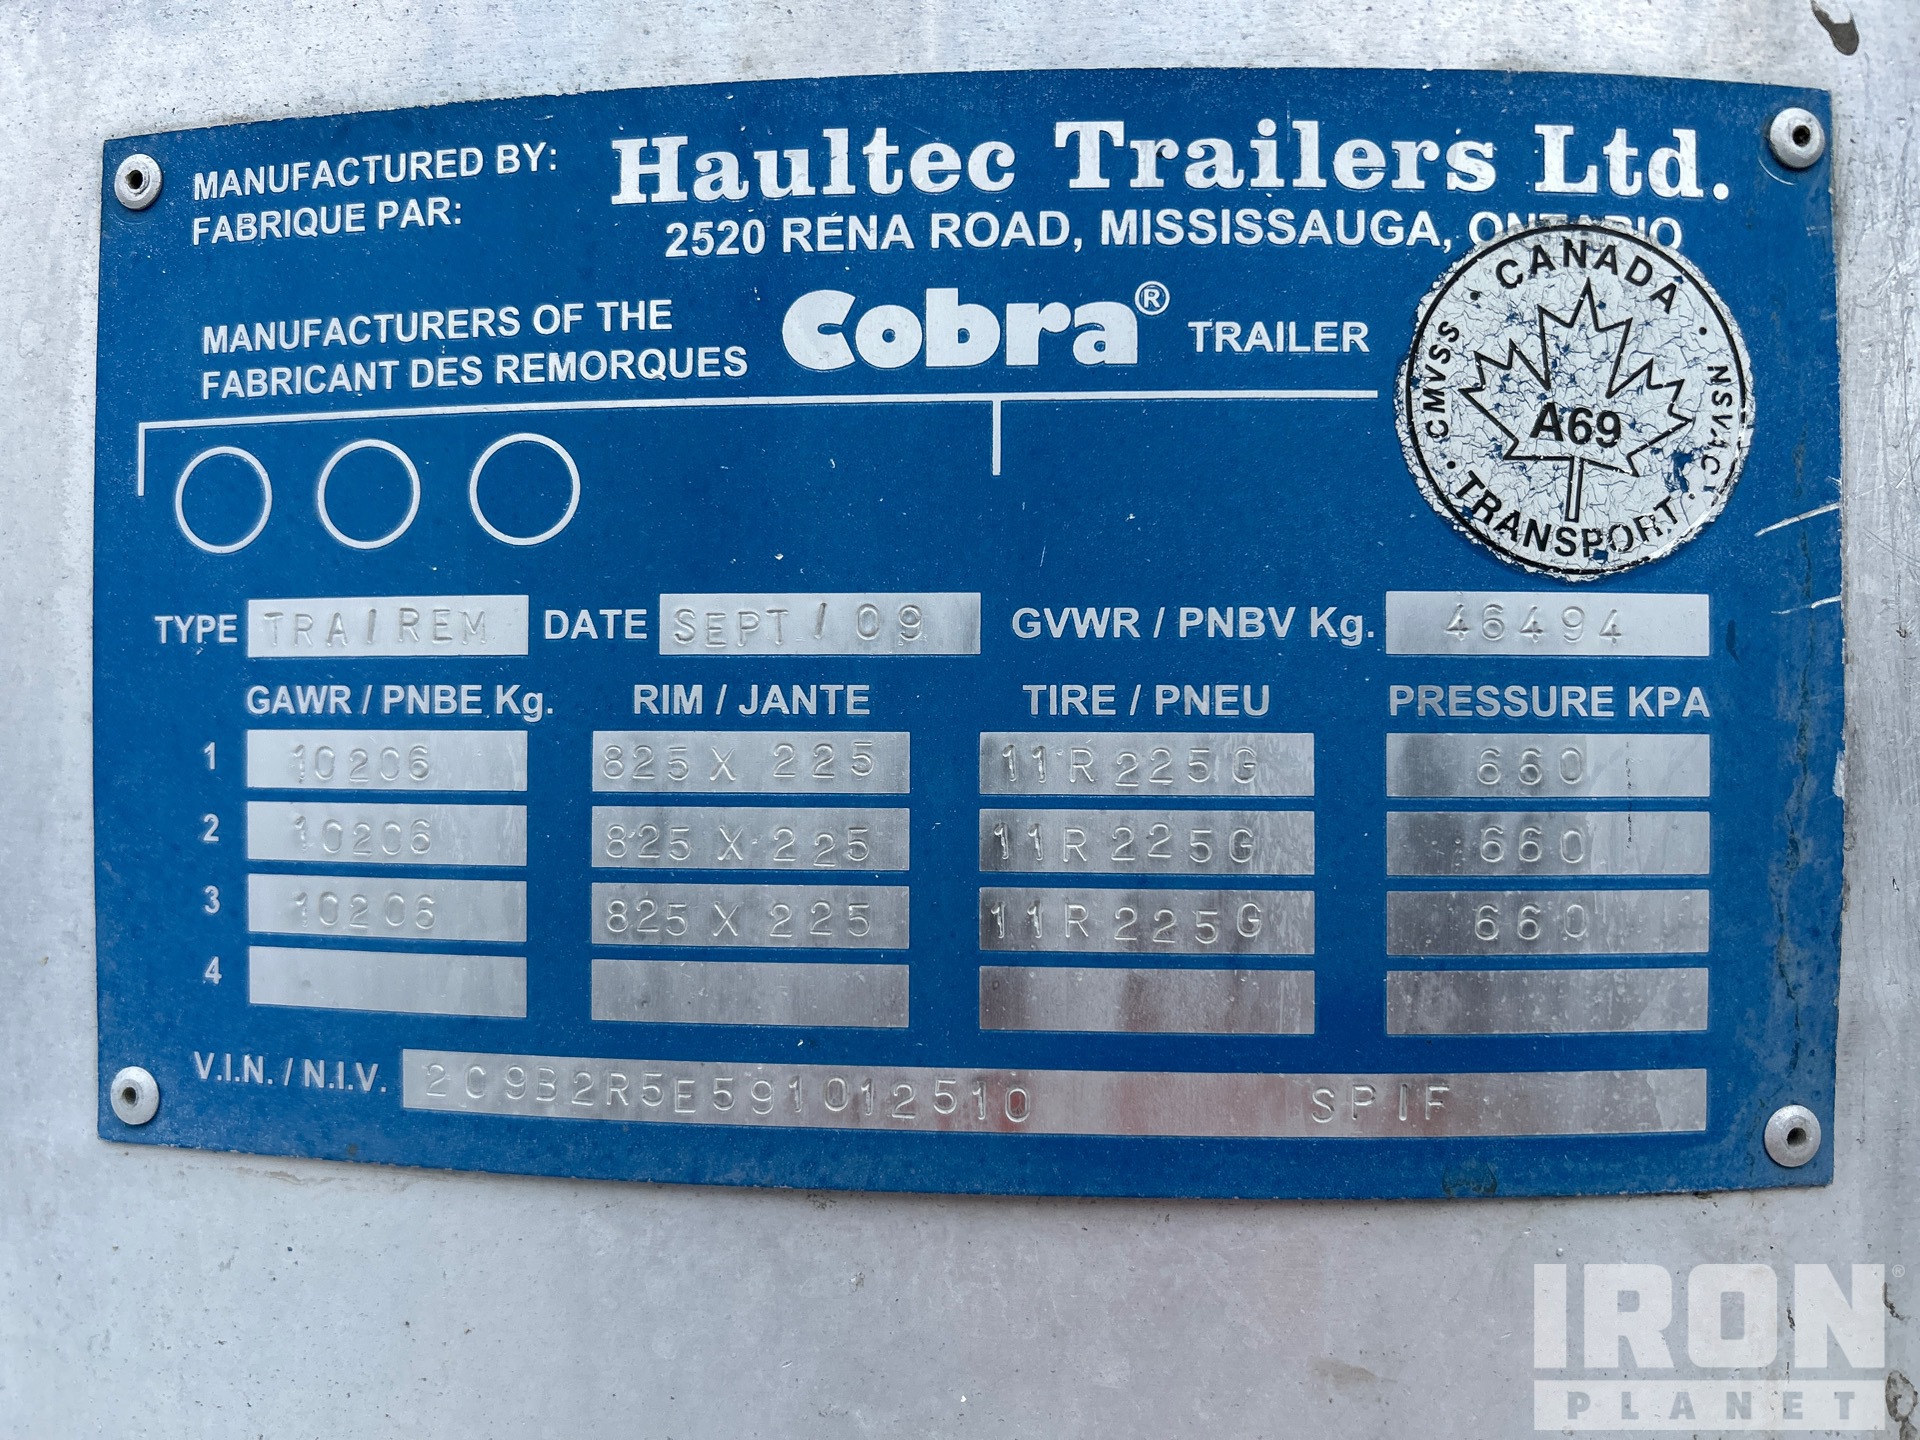 MANUFACTURED BY: Haultec Trailers Ltd.
FABRIQUE PAR:
2520 RENA ROAD, MISSISSAUGA, ONTARIO
MANUFACTURERS OF THE
FABRICANT DES REMORQUES
Cobra® TRAILER
CANADA
CMVSS
NSVAC
A69
TRANSPORT
TYPE TRA/REM DATE SEPT/09 GVWR / PNBV Kg. 46494
GAWR / PNBE Kg. RIM / JANTE TIRE / PNEU PRESSURE KPA
1 10206 825 X 225 11R225G 660
2 10206 825 X 225 11R225G 660
3 10206 825 X 225 11R225G 660
4
V.I.N. / N.I.V. 2C9B2R5E591012510 SPIF
IRON®
PLANET